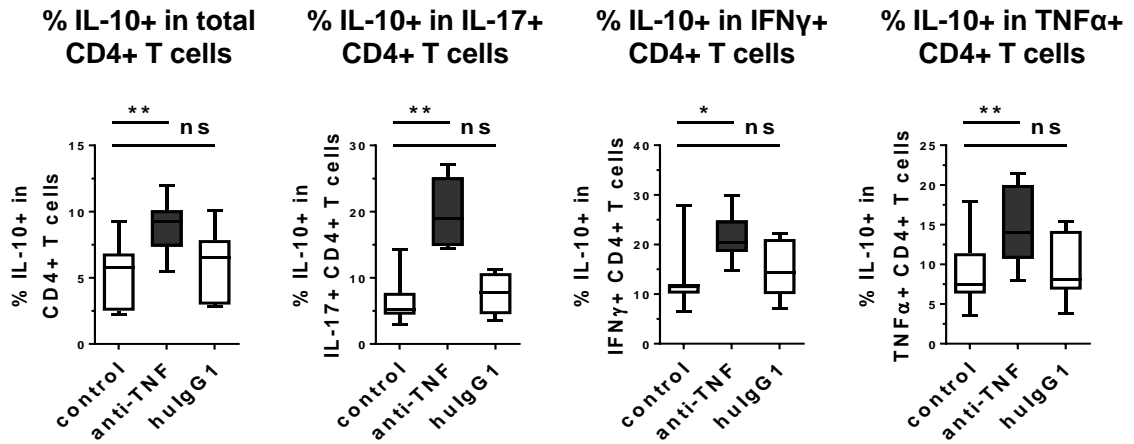 % IL-10+ in total
CD4+ T cells
**
ns
% IL-10+ in
CD4+ T cells
15
10
5
0
control
anti-TNF
huIgG1
% IL-10+ in IL-17+
CD4+ T cells
**
ns
% IL-10+ in
IL-17+ CD4+ T cells
30
20
10
0
control
anti-TNF
huIgG1
% IL-10+ in IFNγ+
CD4+ T cells
*
ns
% IL-10+ in
IFNγ+ CD4+ T cells
40
30
20
10
0
control
anti-TNF
huIgG1
% IL-10+ in TNFα+
CD4+ T cells
**
ns
% IL-10+ in
TNFα+ CD4+ T cells
25
20
15
10
5
0
control
anti-TNF
huIgG1